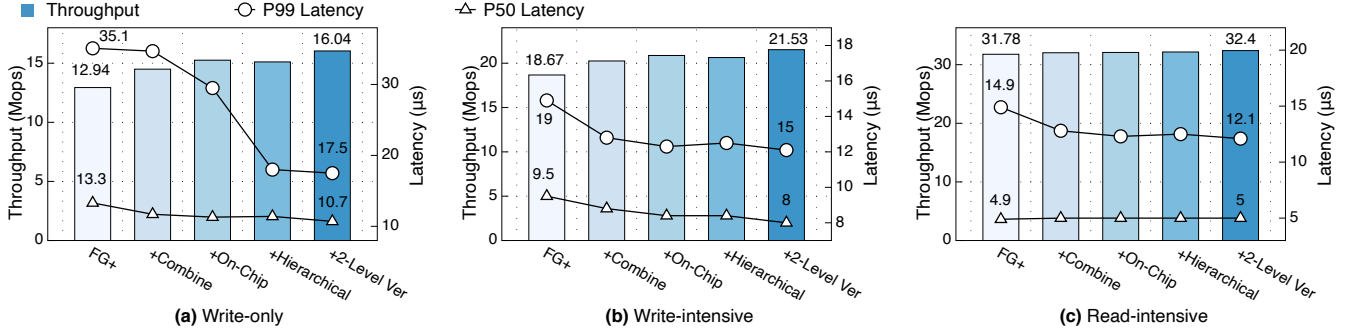 Throughput P99 Latency P50 Latency
Throughput (Mops)
0
5
10
15
12.94
35.1
16.04
13.3
17.5
10.7
10
20
30
Latency (µs)
FG+
+Combine
+On-Chip
+Hierarchical
+2-Level Ver
(a) Write-only
Throughput (Mops)
0
5
10
15
20
18.67
21.53
19
15
9.5
8
8
10
12
14
16
18
Latency (µs)
FG+
+Combine
+On-Chip
+Hierarchical
+2-Level Ver
(b) Write-intensive
Throughput (Mops)
0
10
20
30
31.78
32.4
14.9
12.1
4.9
5
5
10
15
20
Latency (µs)
FG+
+Combine
+On-Chip
+Hierarchical
+2-Level Ver
(c) Read-intensive